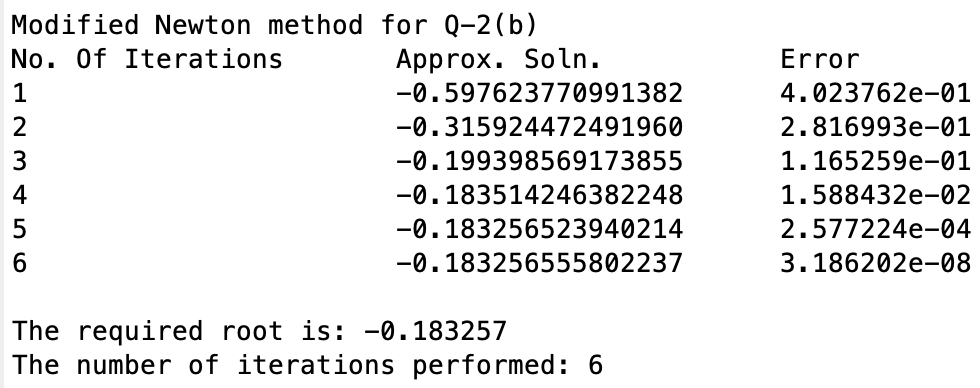 Modified Newton method for Q-2(b)
No. Of Iterations Approx. Soln. Error
1 -0.597623770991382 4.023762e-01
2 -0.315924472491960 2.816993e-01
3 -0.199398569173855 1.165259e-01
4 -0.183514246382248 1.588432e-02
5 -0.183256523940214 2.577224e-04
6 -0.183256555802237 3.186202e-08
The required root is: -0.183257
The number of iterations performed: 6